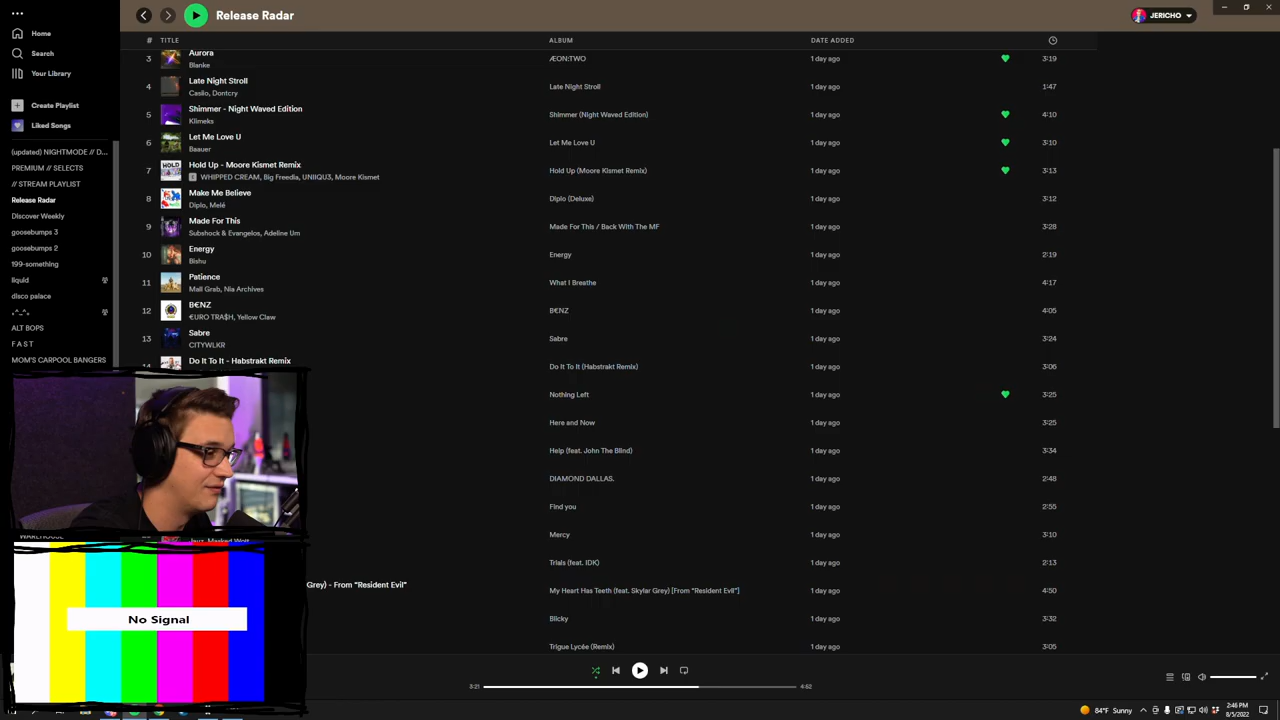 Release Radar
JERICHO
Home
Search
Your Library
Create Playlist
Liked Songs
(updated) NIGHTMODE // D...
PREMIUM // SELECTS
// STREAM PLAYLIST
Release Radar
Discover Weekly
goosebumps 3
goosebumps 2
199-something
liquid
disco palace
ALT BOPS
F A S T
MOM'S CARPOOL BANGERS
# TITLE ALBUM DATE ADDED
3 Aurora ÆON:TWO 1 day ago 3:19
Blanke
4 Late Night Stroll Late Night Stroll 1 day ago 1:47
Casilo, Dontcry
5 Shimmer - Night Waved Edition Shimmer (Night Waved Edition) 1 day ago 4:10
Klimeks
6 Let Me Love U Let Me Love U 1 day ago 3:10
Baauer
7 Hold Up - Moore Kismet Remix Hold Up (Moore Kismet Remix) 1 day ago 3:13
E WHIPPED CREAM, Big Freedia, UNIIQU3, Moore Kismet
8 Make Me Believe Diplo (Deluxe) 1 day ago 3:12
Diplo, Melé
9 Made For This Made For This / Back With The MF 1 day ago 3:28
Subshock & Evangelos, Adeline Um
10 Energy Energy 1 day ago 2:19
Bishu
11 Patience What I Breathe 1 day ago 4:17
Mall Grab, Nia Archives
12 B€NZ B€NZ 1 day ago 4:05
€URO TRA$H, Yellow Claw
13 Sabre Sabre 1 day ago 3:24
CITYWLKR
14 Do It To It - Habstrakt Remix Do It To It (Habstrakt Remix) 1 day ago 3:06
Nothing Left 1 day ago 3:25
Here and Now 1 day ago 3:25
Help (feat. John The Blind) 1 day ago 3:34
DIAMOND DALLAS. 1 day ago 2:48
Find you 1 day ago 2:55
Mercy 1 day ago 3:10
WAREHOUSE
Jauz, Masked Wolf
Trials (feat. IDK) 1 day ago 2:13
Grey) - From "Resident Evil" My Heart Has Teeth (feat. Skylar Grey) [From "Resident Evil"] 1 day ago 4:50
Blicky 1 day ago 3:32
Trigue Lycée (Remix) 1 day ago 3:05
No Signal
3:21 4:62
84°F Sunny
2:46 PM
8/5/2022